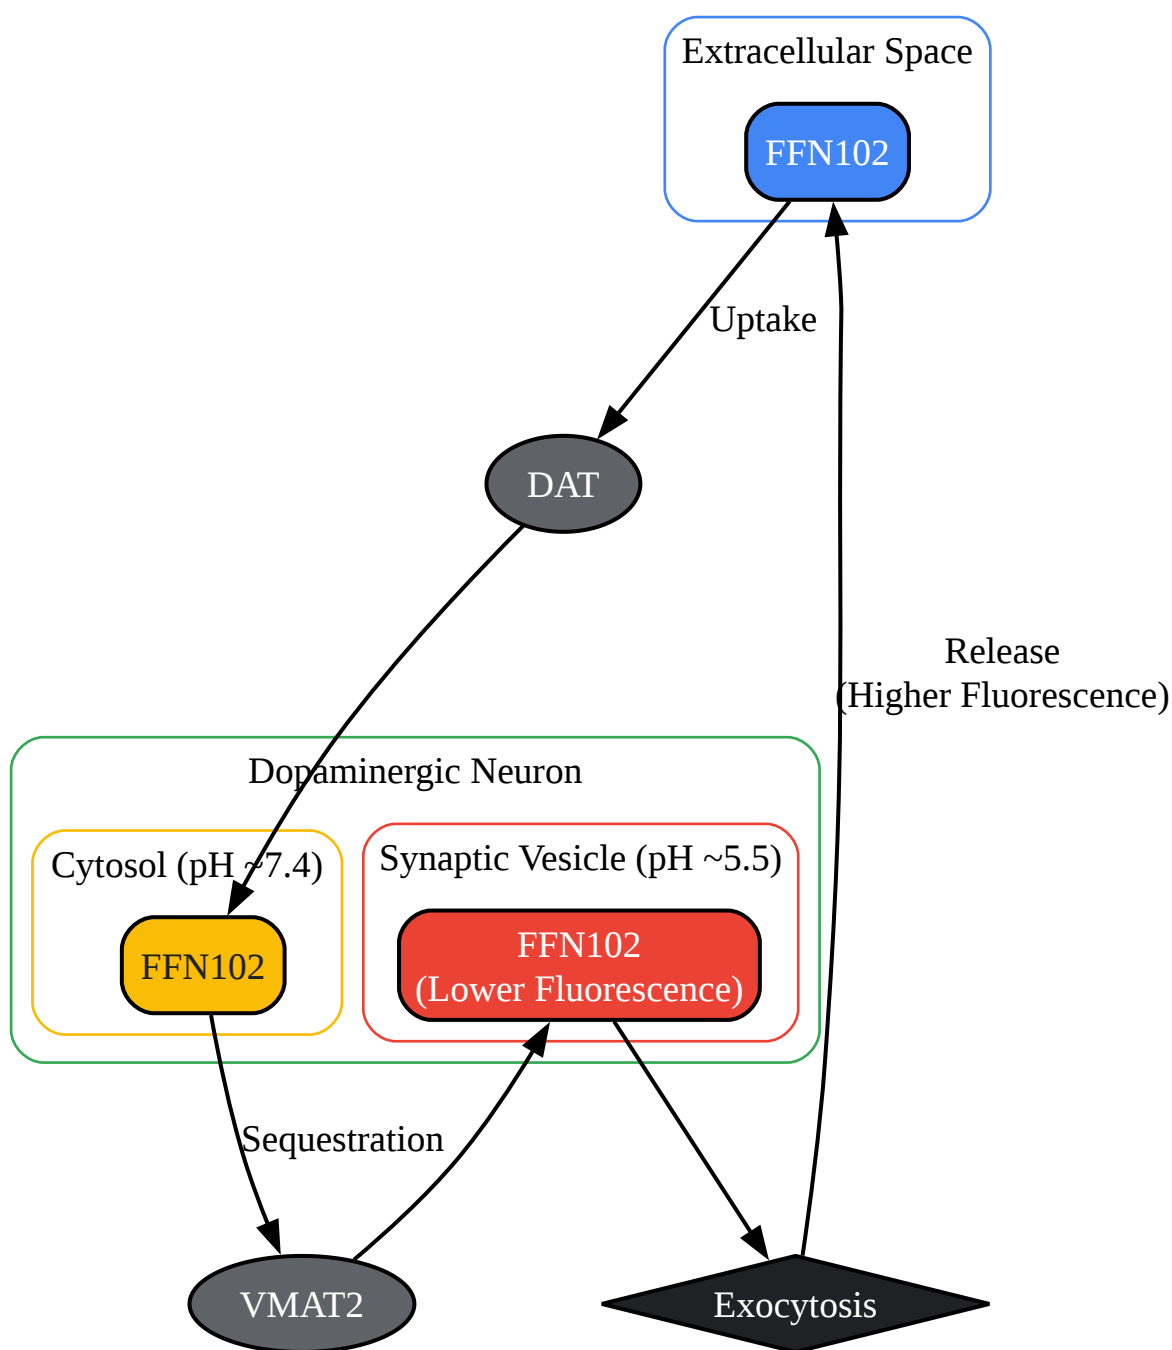 Extracellular Space
FFN102
Uptake
DAT
Release
(Higher Fluorescence)
Dopaminergic Neuron
Cytosol (pH ~7.4)
FFN102
Synaptic Vesicle (pH ~5.5)
FFN102
(Lower Fluorescence)
Sequestration
VMAT2
Exocytosis